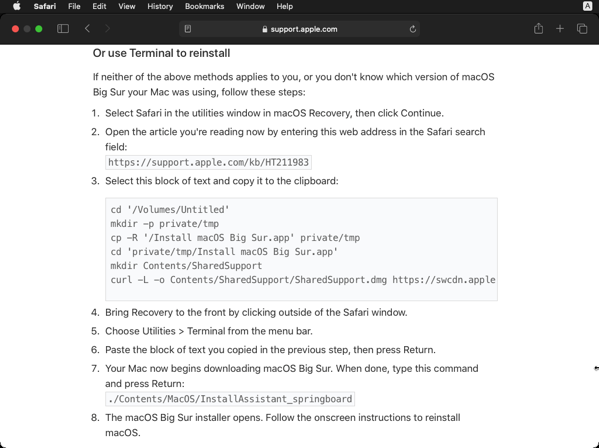 Safari File Edit View History Bookmarks Window Help A
support.apple.com
Or use Terminal to reinstall
If neither of the above methods applies to you, or you don't know which version of macOS
Big Sur your Mac was using, follow these steps:
1. Select Safari in the utilities window in macOS Recovery, then click Continue.
2. Open the article you're reading now by entering this web address in the Safari search
field:
https://support.apple.com/kb/HT211983
3. Select this block of text and copy it to the clipboard:
cd '/Volumes/Untitled'
mkdir -p private/tmp
cp -R '/Install macOS Big Sur.app' private/tmp
cd 'private/tmp/Install macOS Big Sur.app'
mkdir Contents/SharedSupport
curl -L -o Contents/SharedSupport/SharedSupport.dmg https://swcdn.apple
4. Bring Recovery to the front by clicking outside of the Safari window.
5. Choose Utilities > Terminal from the menu bar.
6. Paste the block of text you copied in the previous step, then press Return.
7. Your Mac now begins downloading macOS Big Sur. When done, type this command
and press Return:
./Contents/MacOS/InstallAssistant_springboard
8. The macOS Big Sur installer opens. Follow the onscreen instructions to reinstall
macOS.